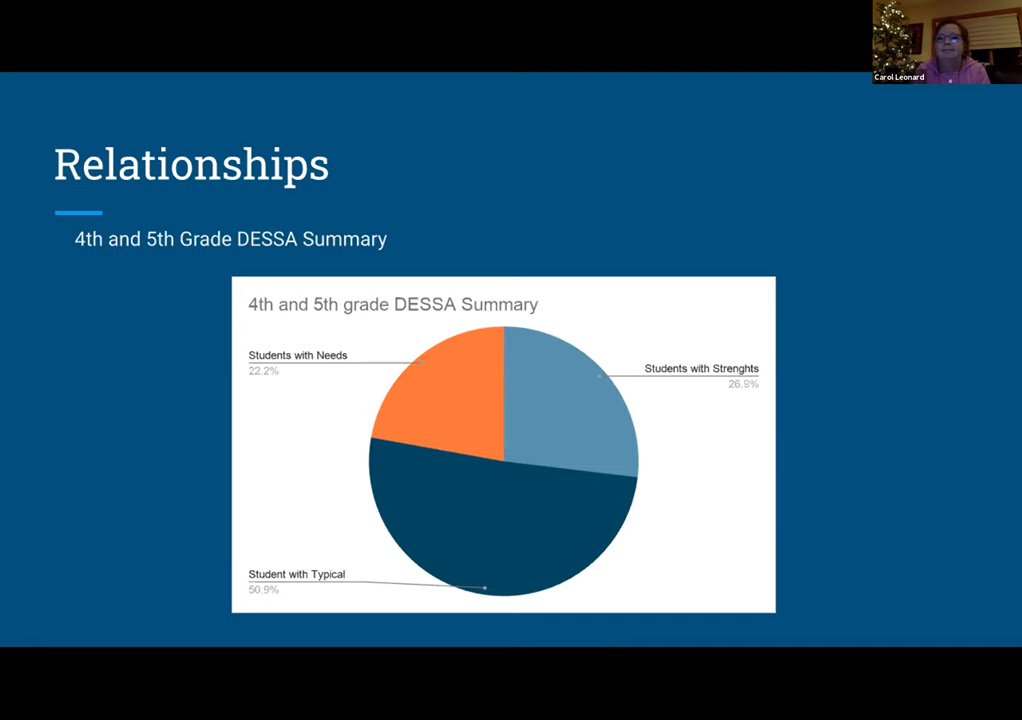 Carol Leonard
Relationships
4th and 5th Grade DESSA Summary
4th and 5th grade DESSA Summary
Students with Needs
22.2%
Students with Strenghts
26.9%
Student with Typical
50.9%